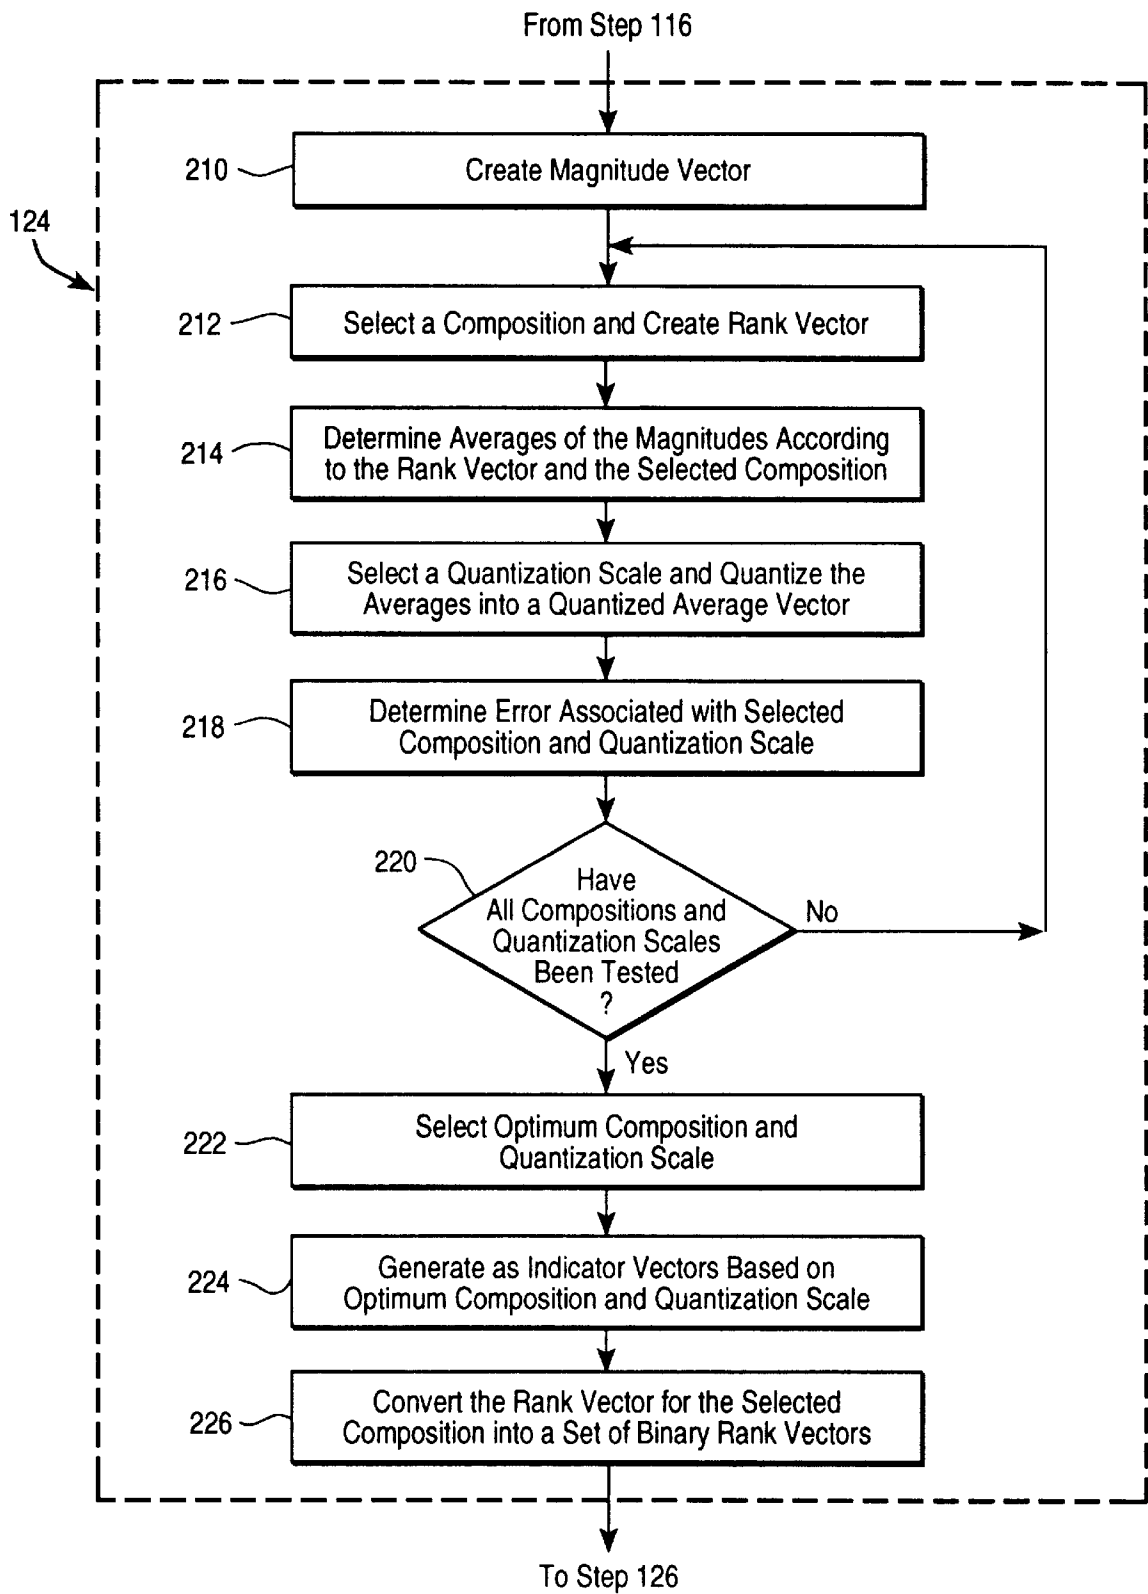 From Step 116
210
Create Magnitude Vector
124
212
Select a Composition and Create Rank Vector
214
Determine Averages of the Magnitudes According
to the Rank Vector and the Selected Composition
216
Select a Quantization Scale and Quantize the
Averages into a Quantized Average Vector
218
Determine Error Associated with Selected
Composition and Quantization Scale
220
Have
All Compositions and
Quantization Scales
Been Tested
?
No
Yes
222
Select Optimum Composition and
Quantization Scale
224
Generate as Indicator Vectors Based on
Optimum Composition and Quantization Scale
226
Convert the Rank Vector for the Selected
Composition into a Set of Binary Rank Vectors
To Step 126